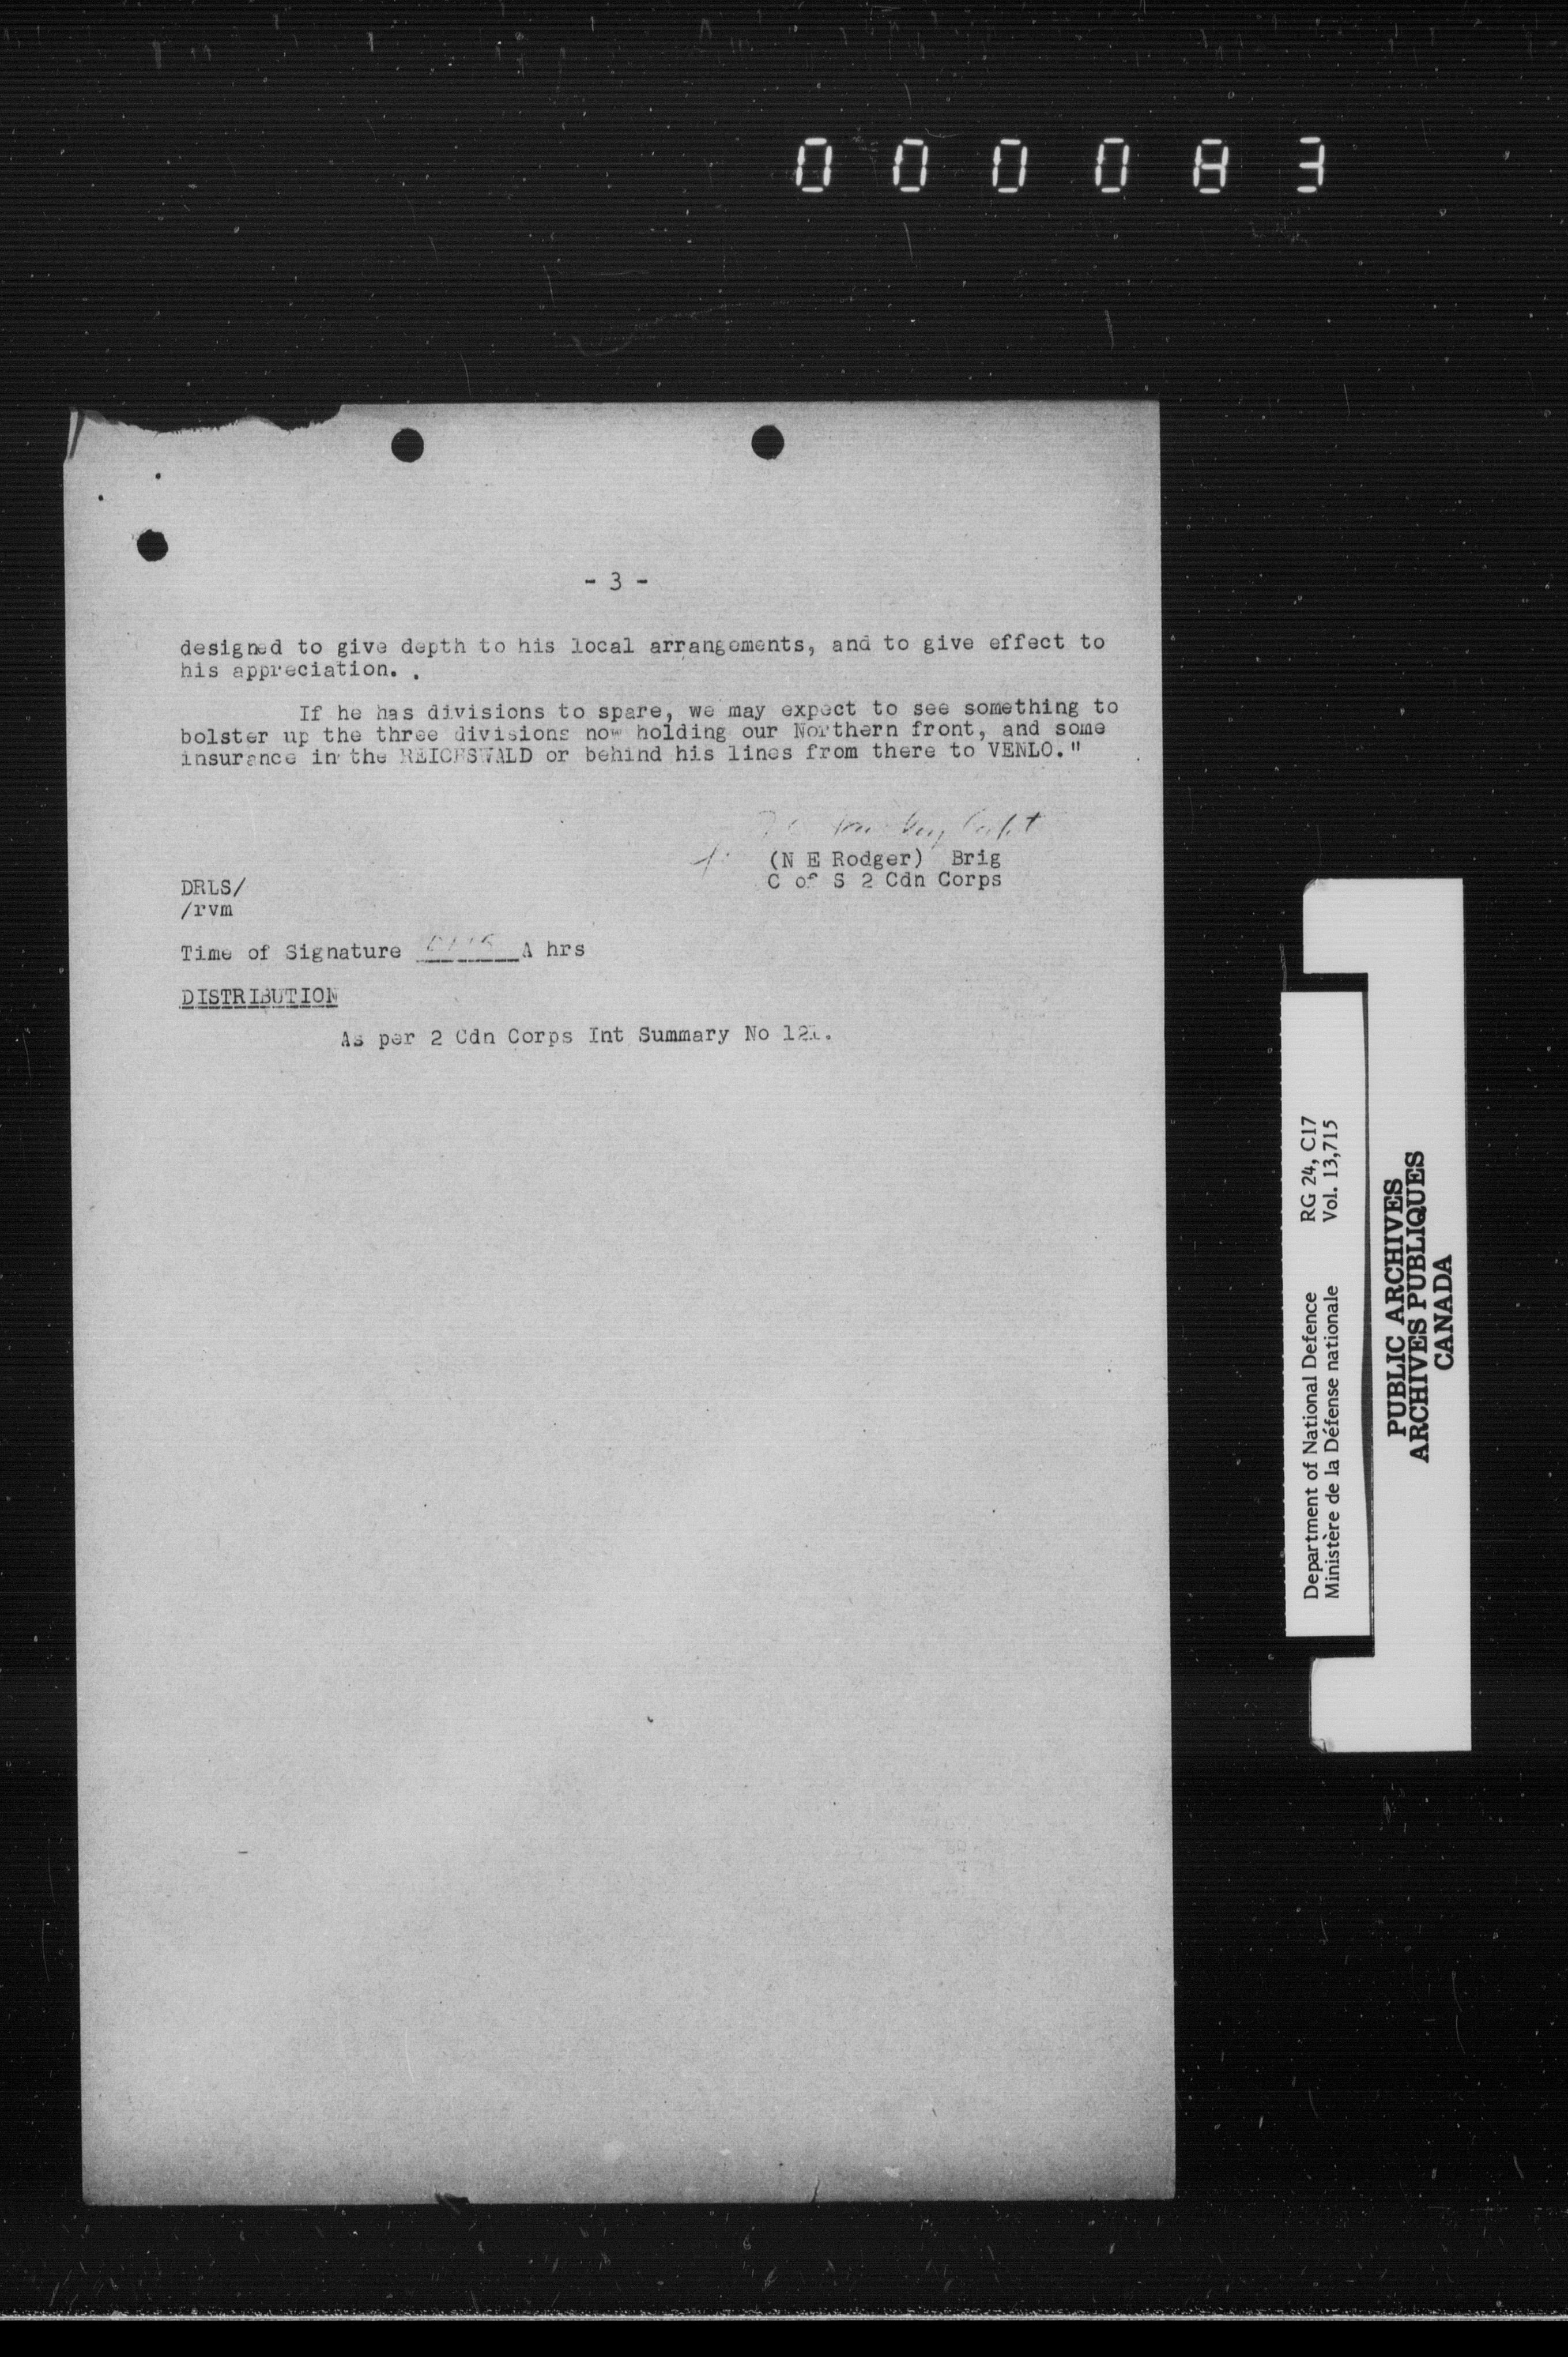 000083
- 3 -
designed to give depth to his local arrangements, and to give effect to
his appreciation. .
If he has divisions to spare, we may expect to see something to
bolster up the three divisions now holding our Northern front, and some
insurance in the REICHSWALD or behind his lines from there to VENLO."
Capt
(N E Rodger) Brig
C of S 2 Cdn Corps
DRLS/
/rvm
Time of Signature A hrs
DISTRIBUTION
As per 2 Cdn Corps Int Summary No
Department of National Defence RG 24, C17
Ministère de la Défense nationale Vol. 13,715
PUBLIC ARCHIVES
ARCHIVES PUBLIQUES
CANADA